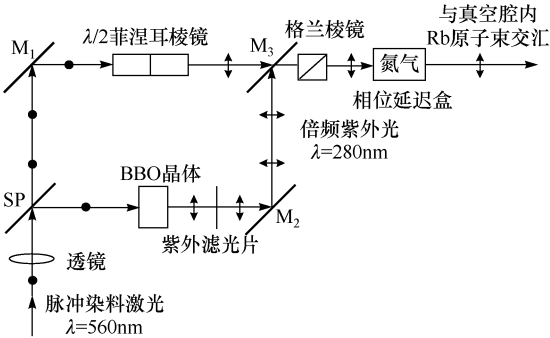 λ/2菲涅耳棱镜
格兰棱镜
与真空腔内
Rb原子束交汇
M1
M3
氮气
相位延迟盒
倍频紫外光
λ=280nm
BBO晶体
SP
M2
紫外滤光片
透镜
脉冲染料激光
λ=560nm